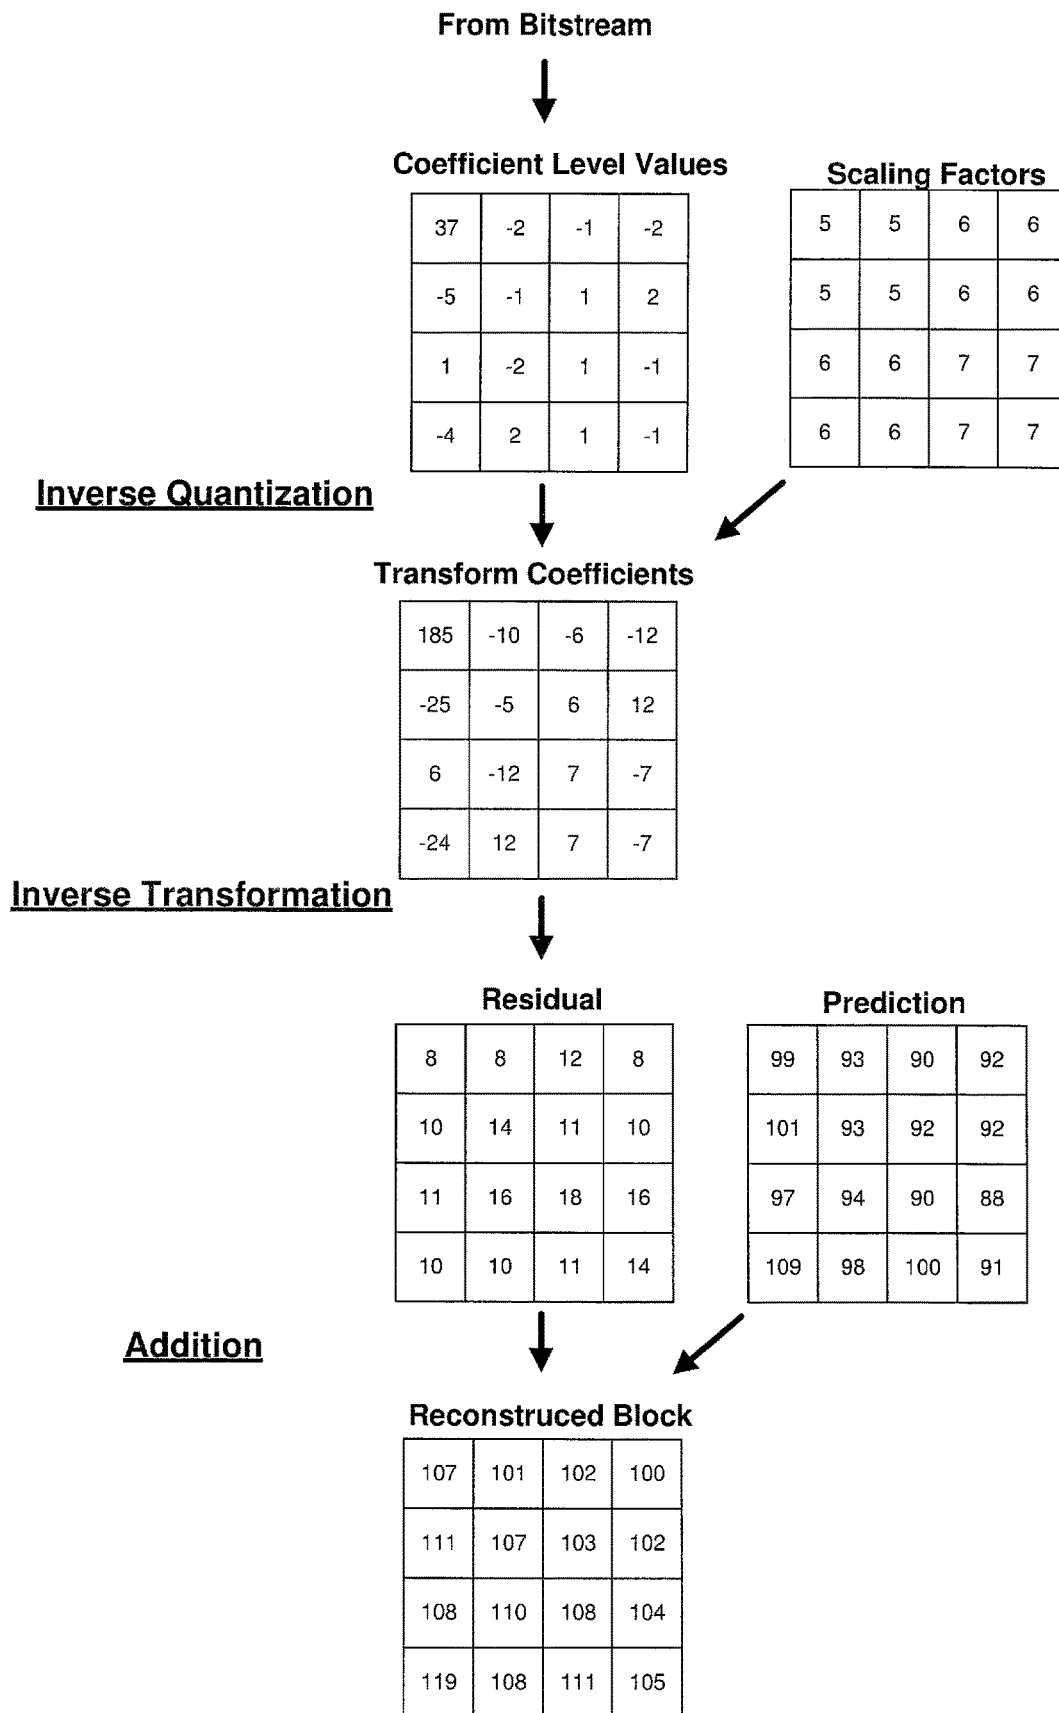 From Bitstream
Coefficient Level Values
Scaling Factors
37 -2 -1 -2
-5 -1 1 2
1 -2 1 -1
-4 2 1 -1
5 5 6 6
5 5 6 6
6 6 7 7
6 6 7 7
Inverse Quantization
Transform Coefficients
185 -10 -6 -12
-25 -5 6 12
6 -12 7 -7
-24 12 7 -7
Inverse Transformation
Residual
Prediction
8 8 12 8
10 14 11 10
11 16 18 16
10 10 11 14
99 93 90 92
101 93 92 92
97 94 90 88
109 98 100 91
Addition
Reconstruced Block
107 101 102 100
111 107 103 102
108 110 108 104
119 108 111 105